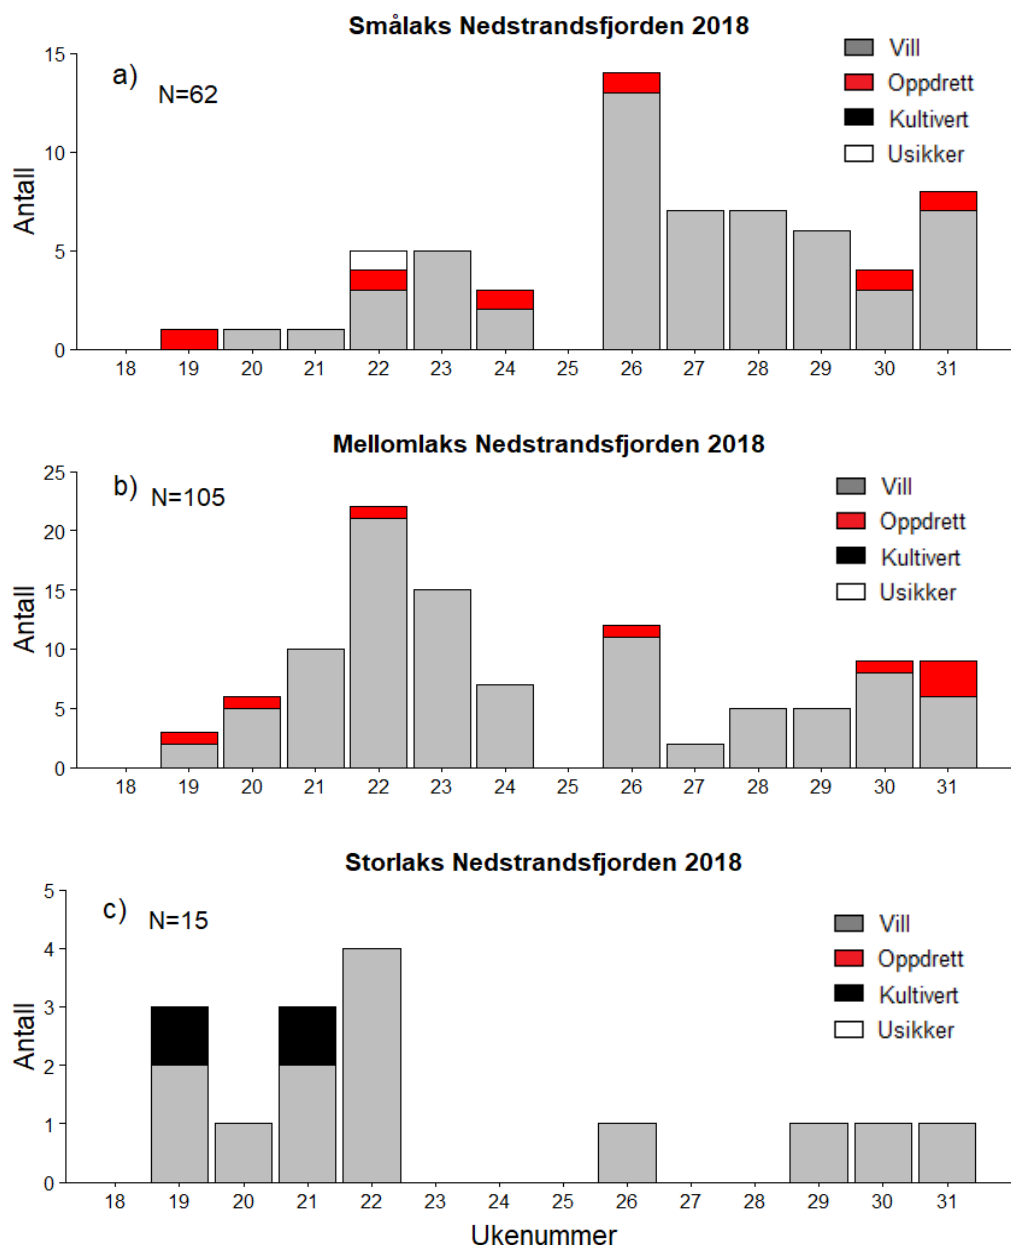 Smålaks Nedstrandsfjorden 2018
a)
N=62
Vill
Oppdrett
Kultivert
Usikker
Antall
15
10
5
0
18 19 20 21 22 23 24 25 26 27 28 29 30 31
Mellomlaks Nedstrandsfjorden 2018
b)
N=105
Vill
Oppdrett
Kultivert
Usikker
Antall
25
20
15
10
5
0
18 19 20 21 22 23 24 25 26 27 28 29 30 31
Storlaks Nedstrandsfjorden 2018
c)
N=15
Vill
Oppdrett
Kultivert
Usikker
Antall
5
4
3
2
1
0
18 19 20 21 22 23 24 25 26 27 28 29 30 31
Ukenummer